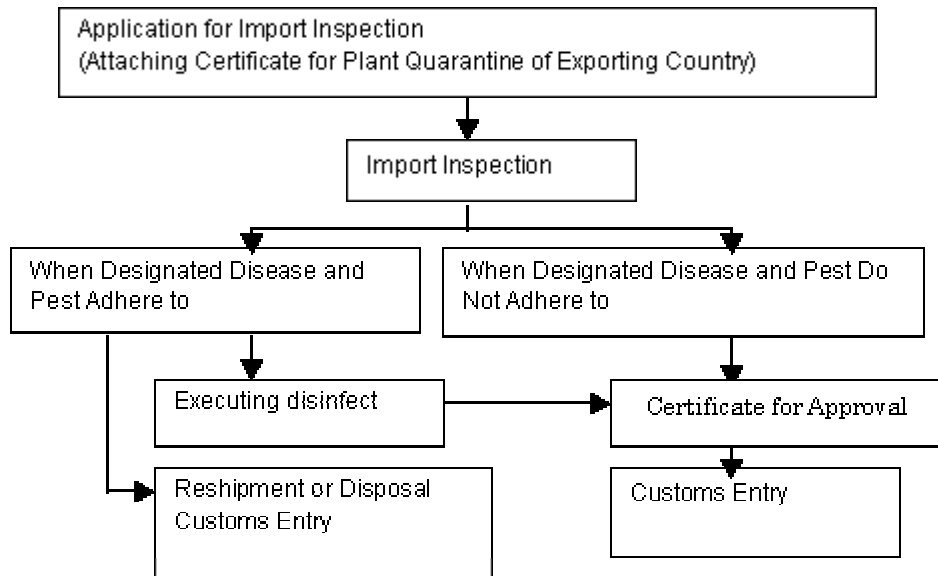 Application for Import Inspection
(Attaching Certificate for Plant Quarantine of Exporting Country)
Import Inspection
When Designated Disease and
Pest Adhere to
When Designated Disease and Pest Do
Not Adhere to
Executing disinfect
Certificate for Approval
Reshipment or Disposal
Customs Entry
Customs Entry